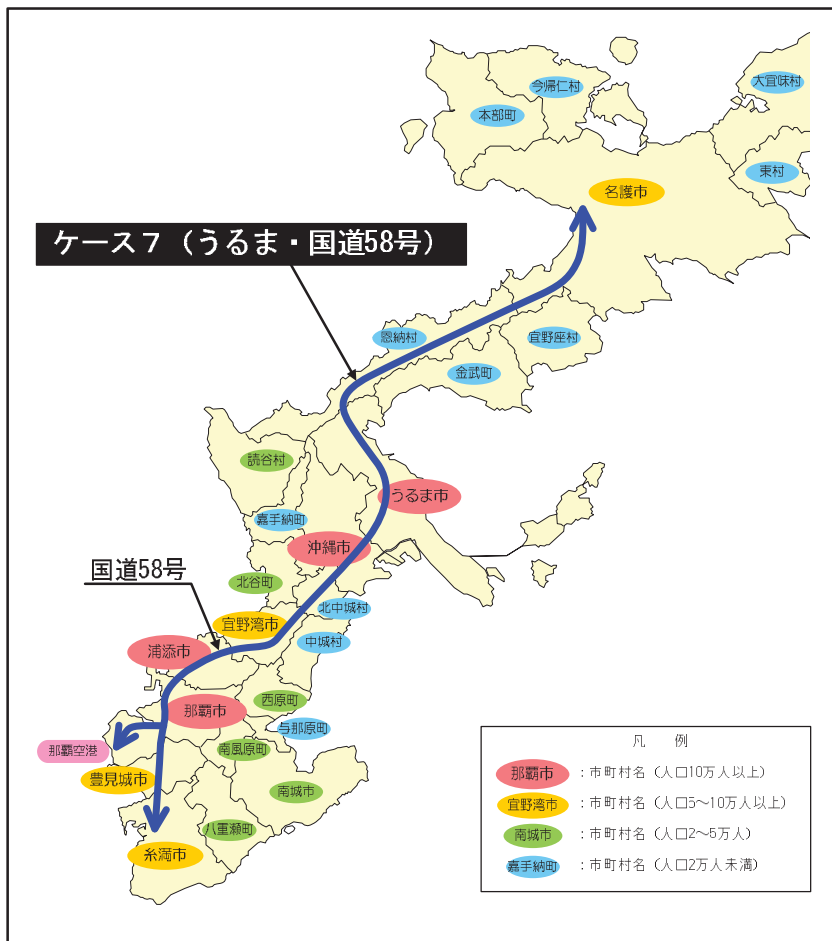 今帰仁村
大宜味村
本部町
東村
名護市
ケース7（うるま・国道58号）
恩納村
宜野座村
金武町
読谷村
うるま市
嘉手納町
沖縄市
国道58号
北谷町
北中城村
宜野湾市
中城村
浦添市
西原町
那覇市
与那原町
那覇空港
南風原町
豊見城市
南城市
八重瀬町
糸満市
凡 例
那覇市 ：市町村名（人口10万人以上）
宜野湾市 ：市町村名（人口5～10万人以上）
南城市 ：市町村名（人口2～5万人）
嘉手納町 ：市町村名（人口2万人未満）